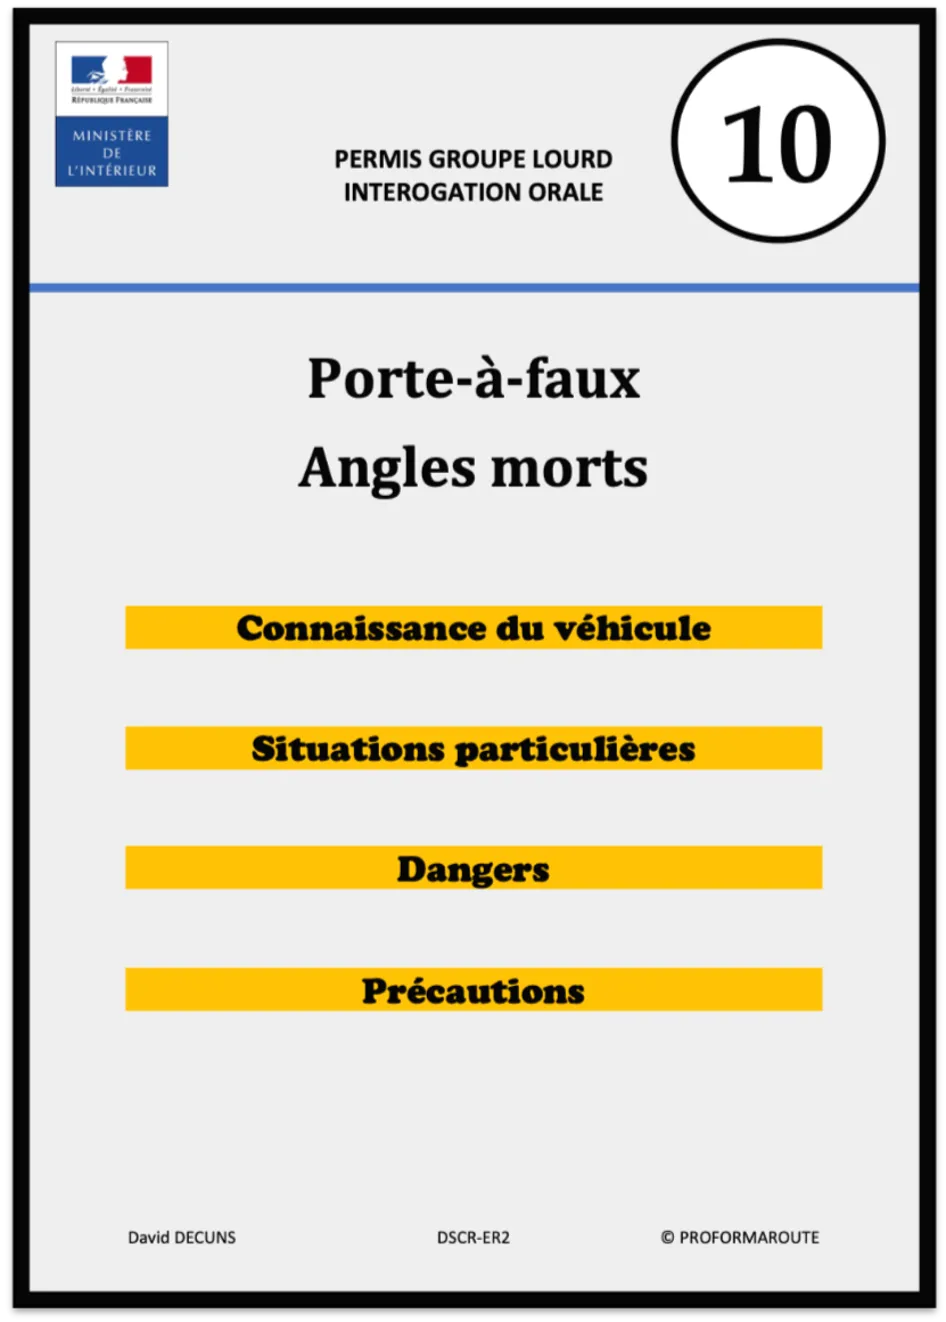 Liberté • Égalité • Fraternité
RÉPUBLIQUE FRANÇAISE
MINISTÈRE
DE
L'INTÉRIEUR
PERMIS GROUPE LOURD
INTEROGATION ORALE
10
Porte-à-faux
Angles morts
Connaissance du véhicule
Situations particulières
Dangers
Précautions
David DECUNS
DSCR-ER2
© PROFORMAROUTE